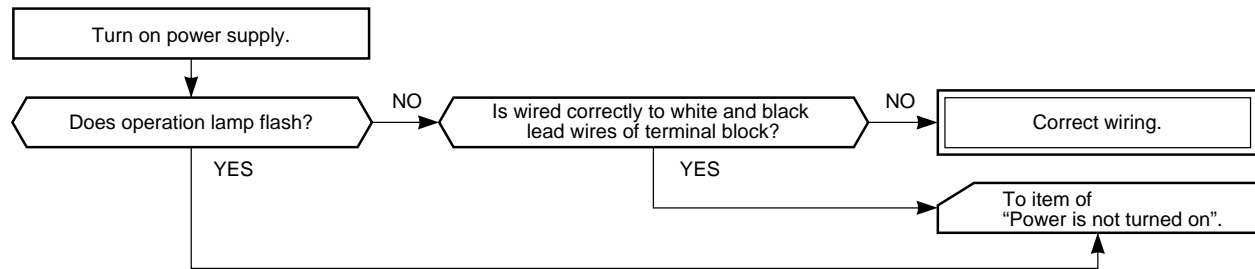 Turn on power supply.
Does operation lamp flash?
NO
Is wired correctly to white and black
lead wires of terminal block?
NO
Correct wiring.
YES
YES
To item of
“Power is not turned on”.